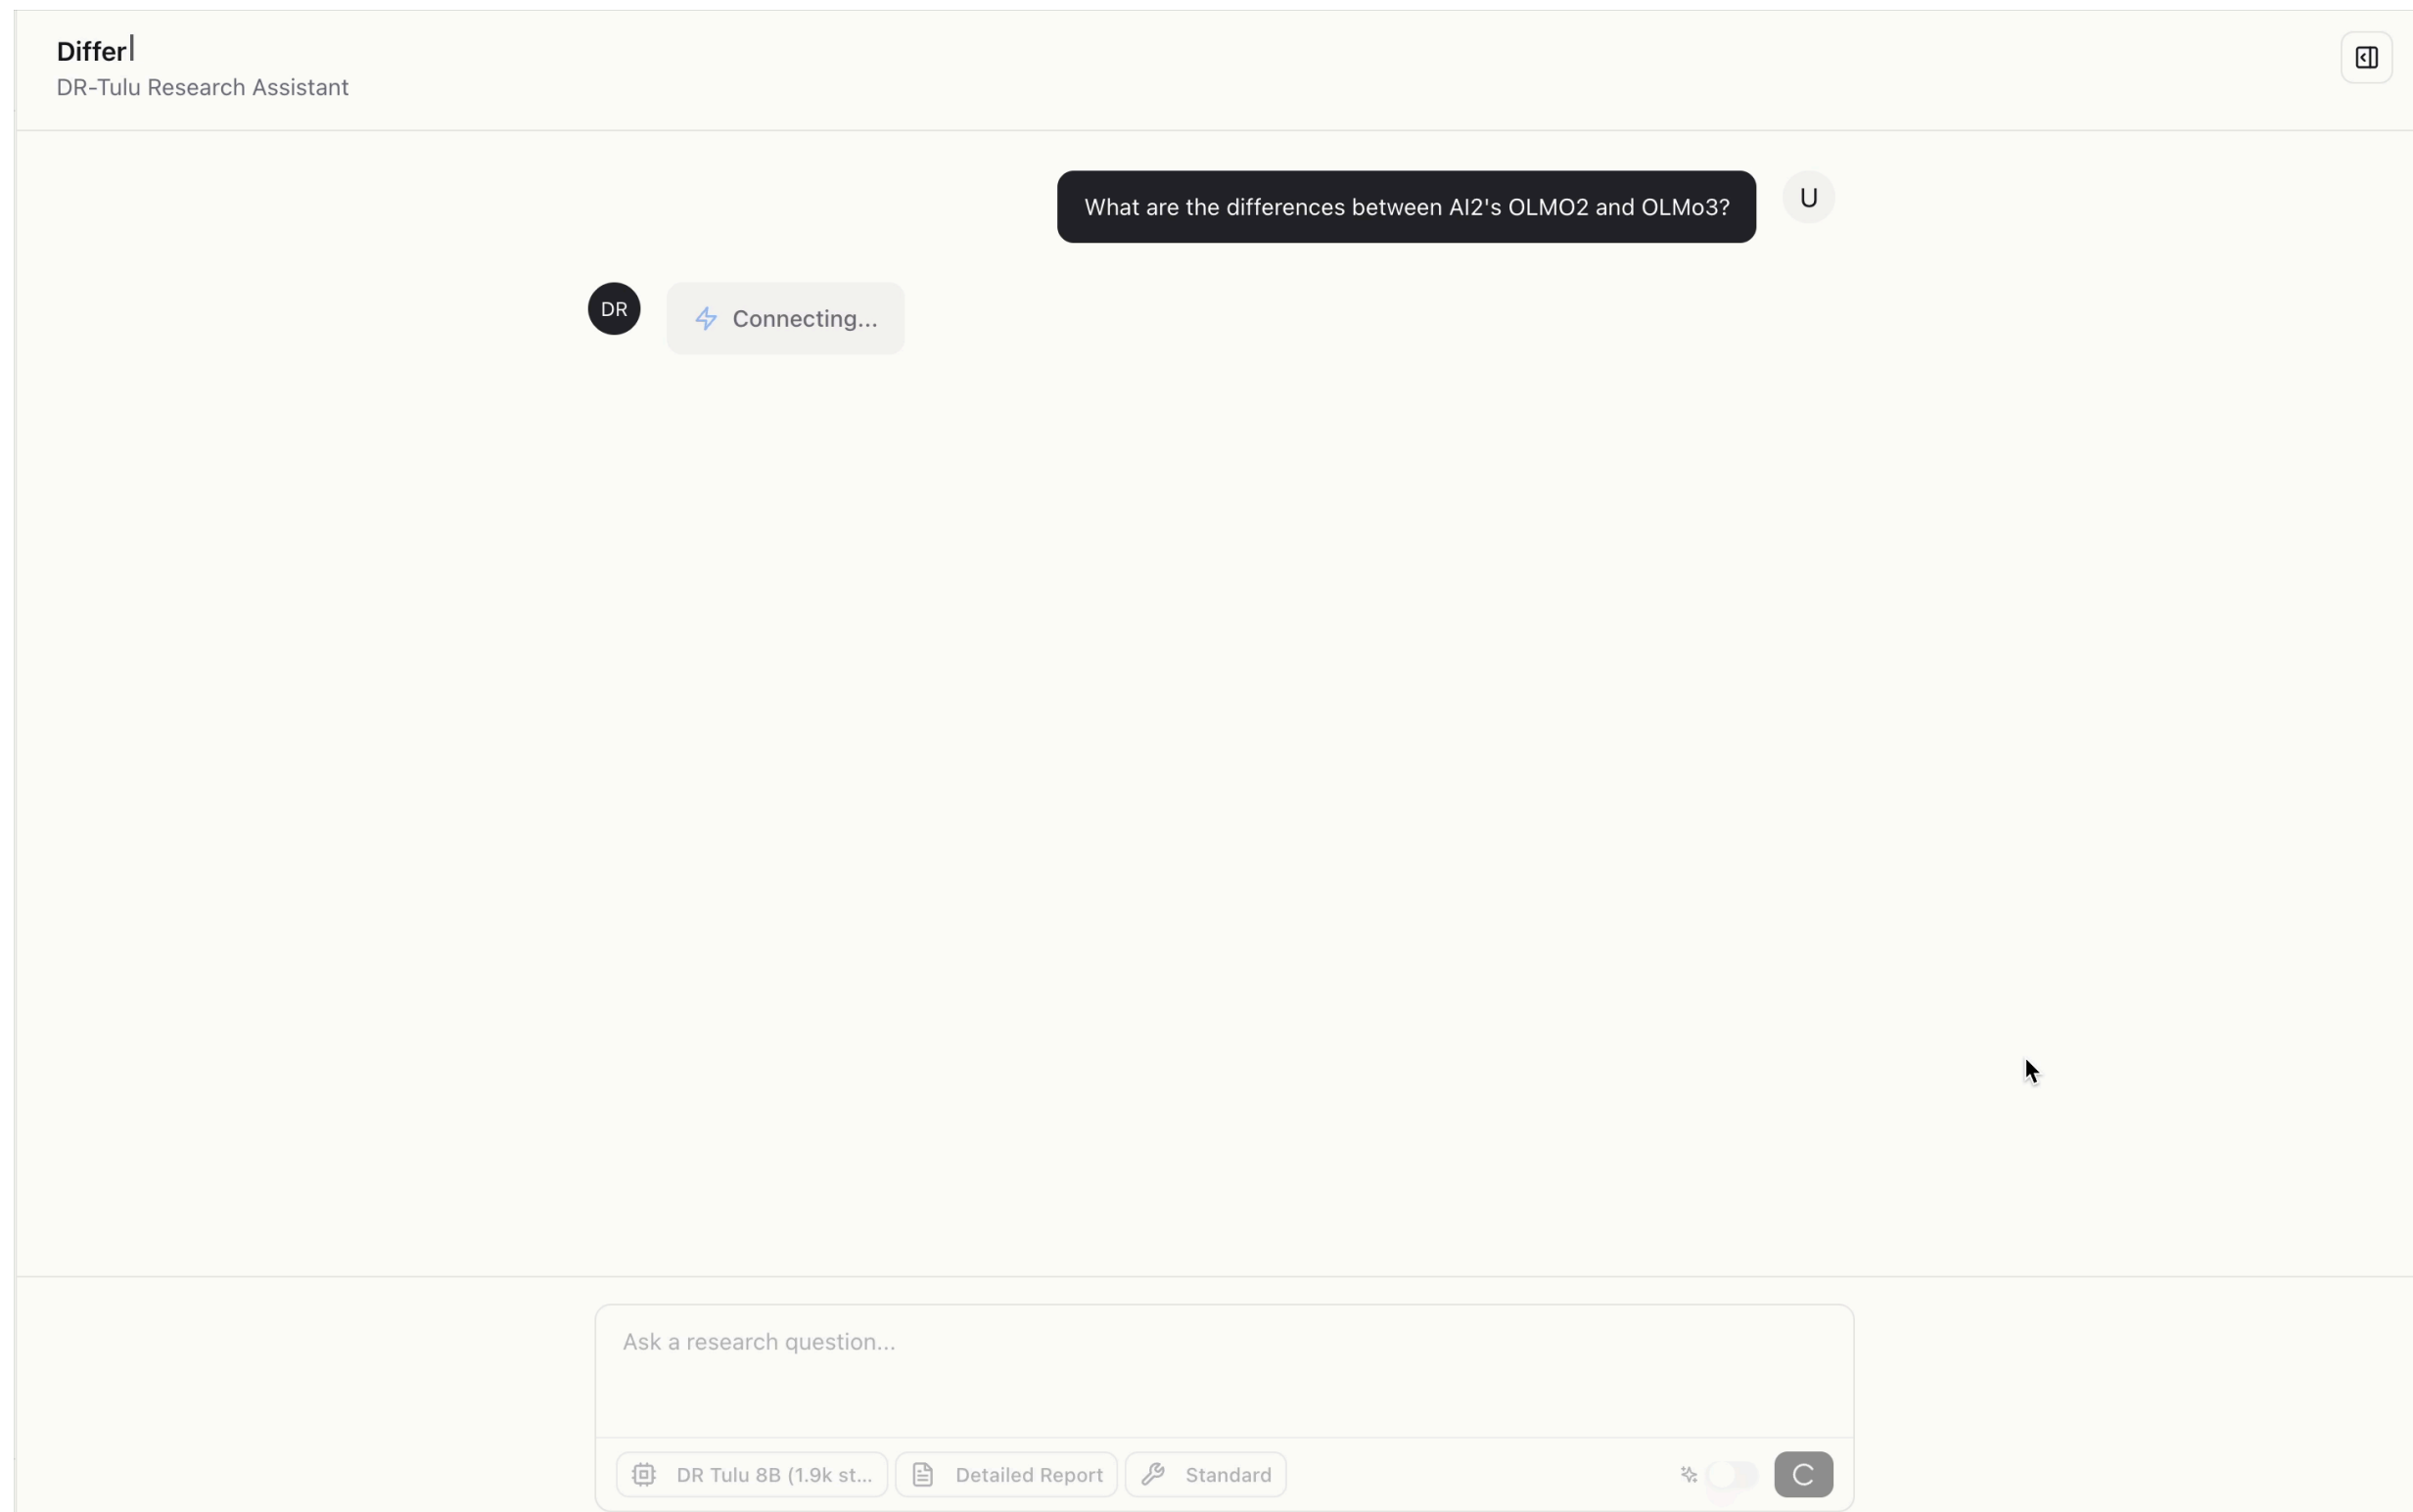 Differ
DR-Tulu Research Assistant
What are the differences between AI2's OLMO2 and OLMo3?
U
DR
Connecting...
Ask a research question...
DR Tulu 8B (1.9k st...
Detailed Report
Standard